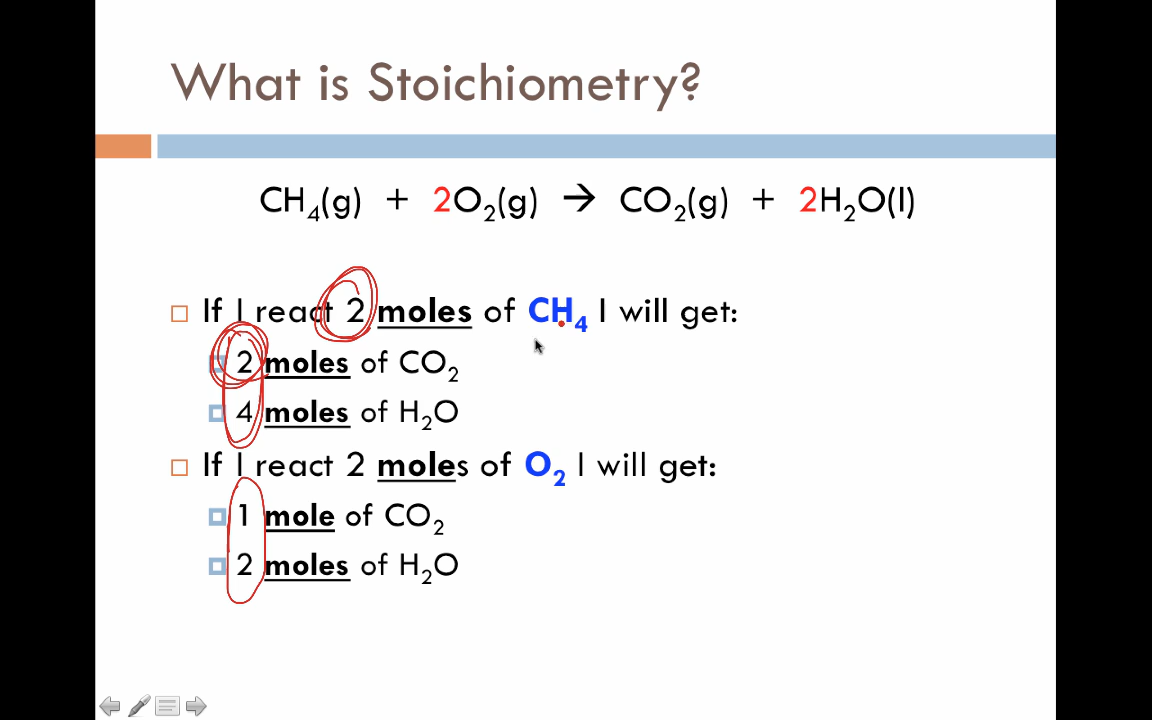 What is Stoichiometry?
CH₄(g) + 2O₂(g) → CO₂(g) + 2H₂O(l)
If I react 2 moles of CH₄ I will get:
2 moles of CO₂
4 moles of H₂O
If I react 2 moles of O₂ I will get:
1 mole of CO₂
2 moles of H₂O